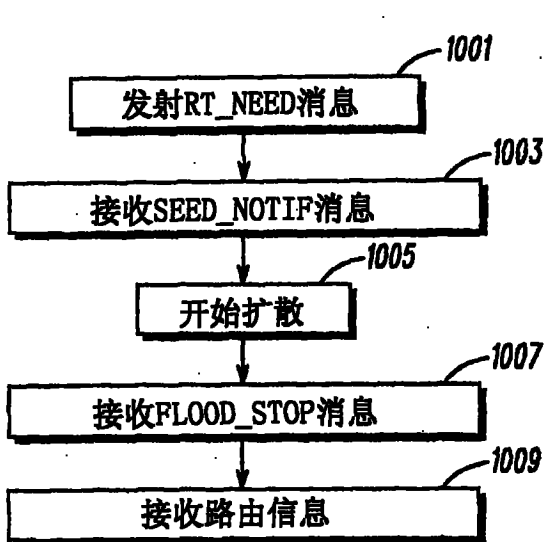 1001
发射RT_NEED消息
1003
接收SEED_NOTIF消息
1005
开始扩散
1007
接收FLOOD_STOP消息
1009
接收路由信息